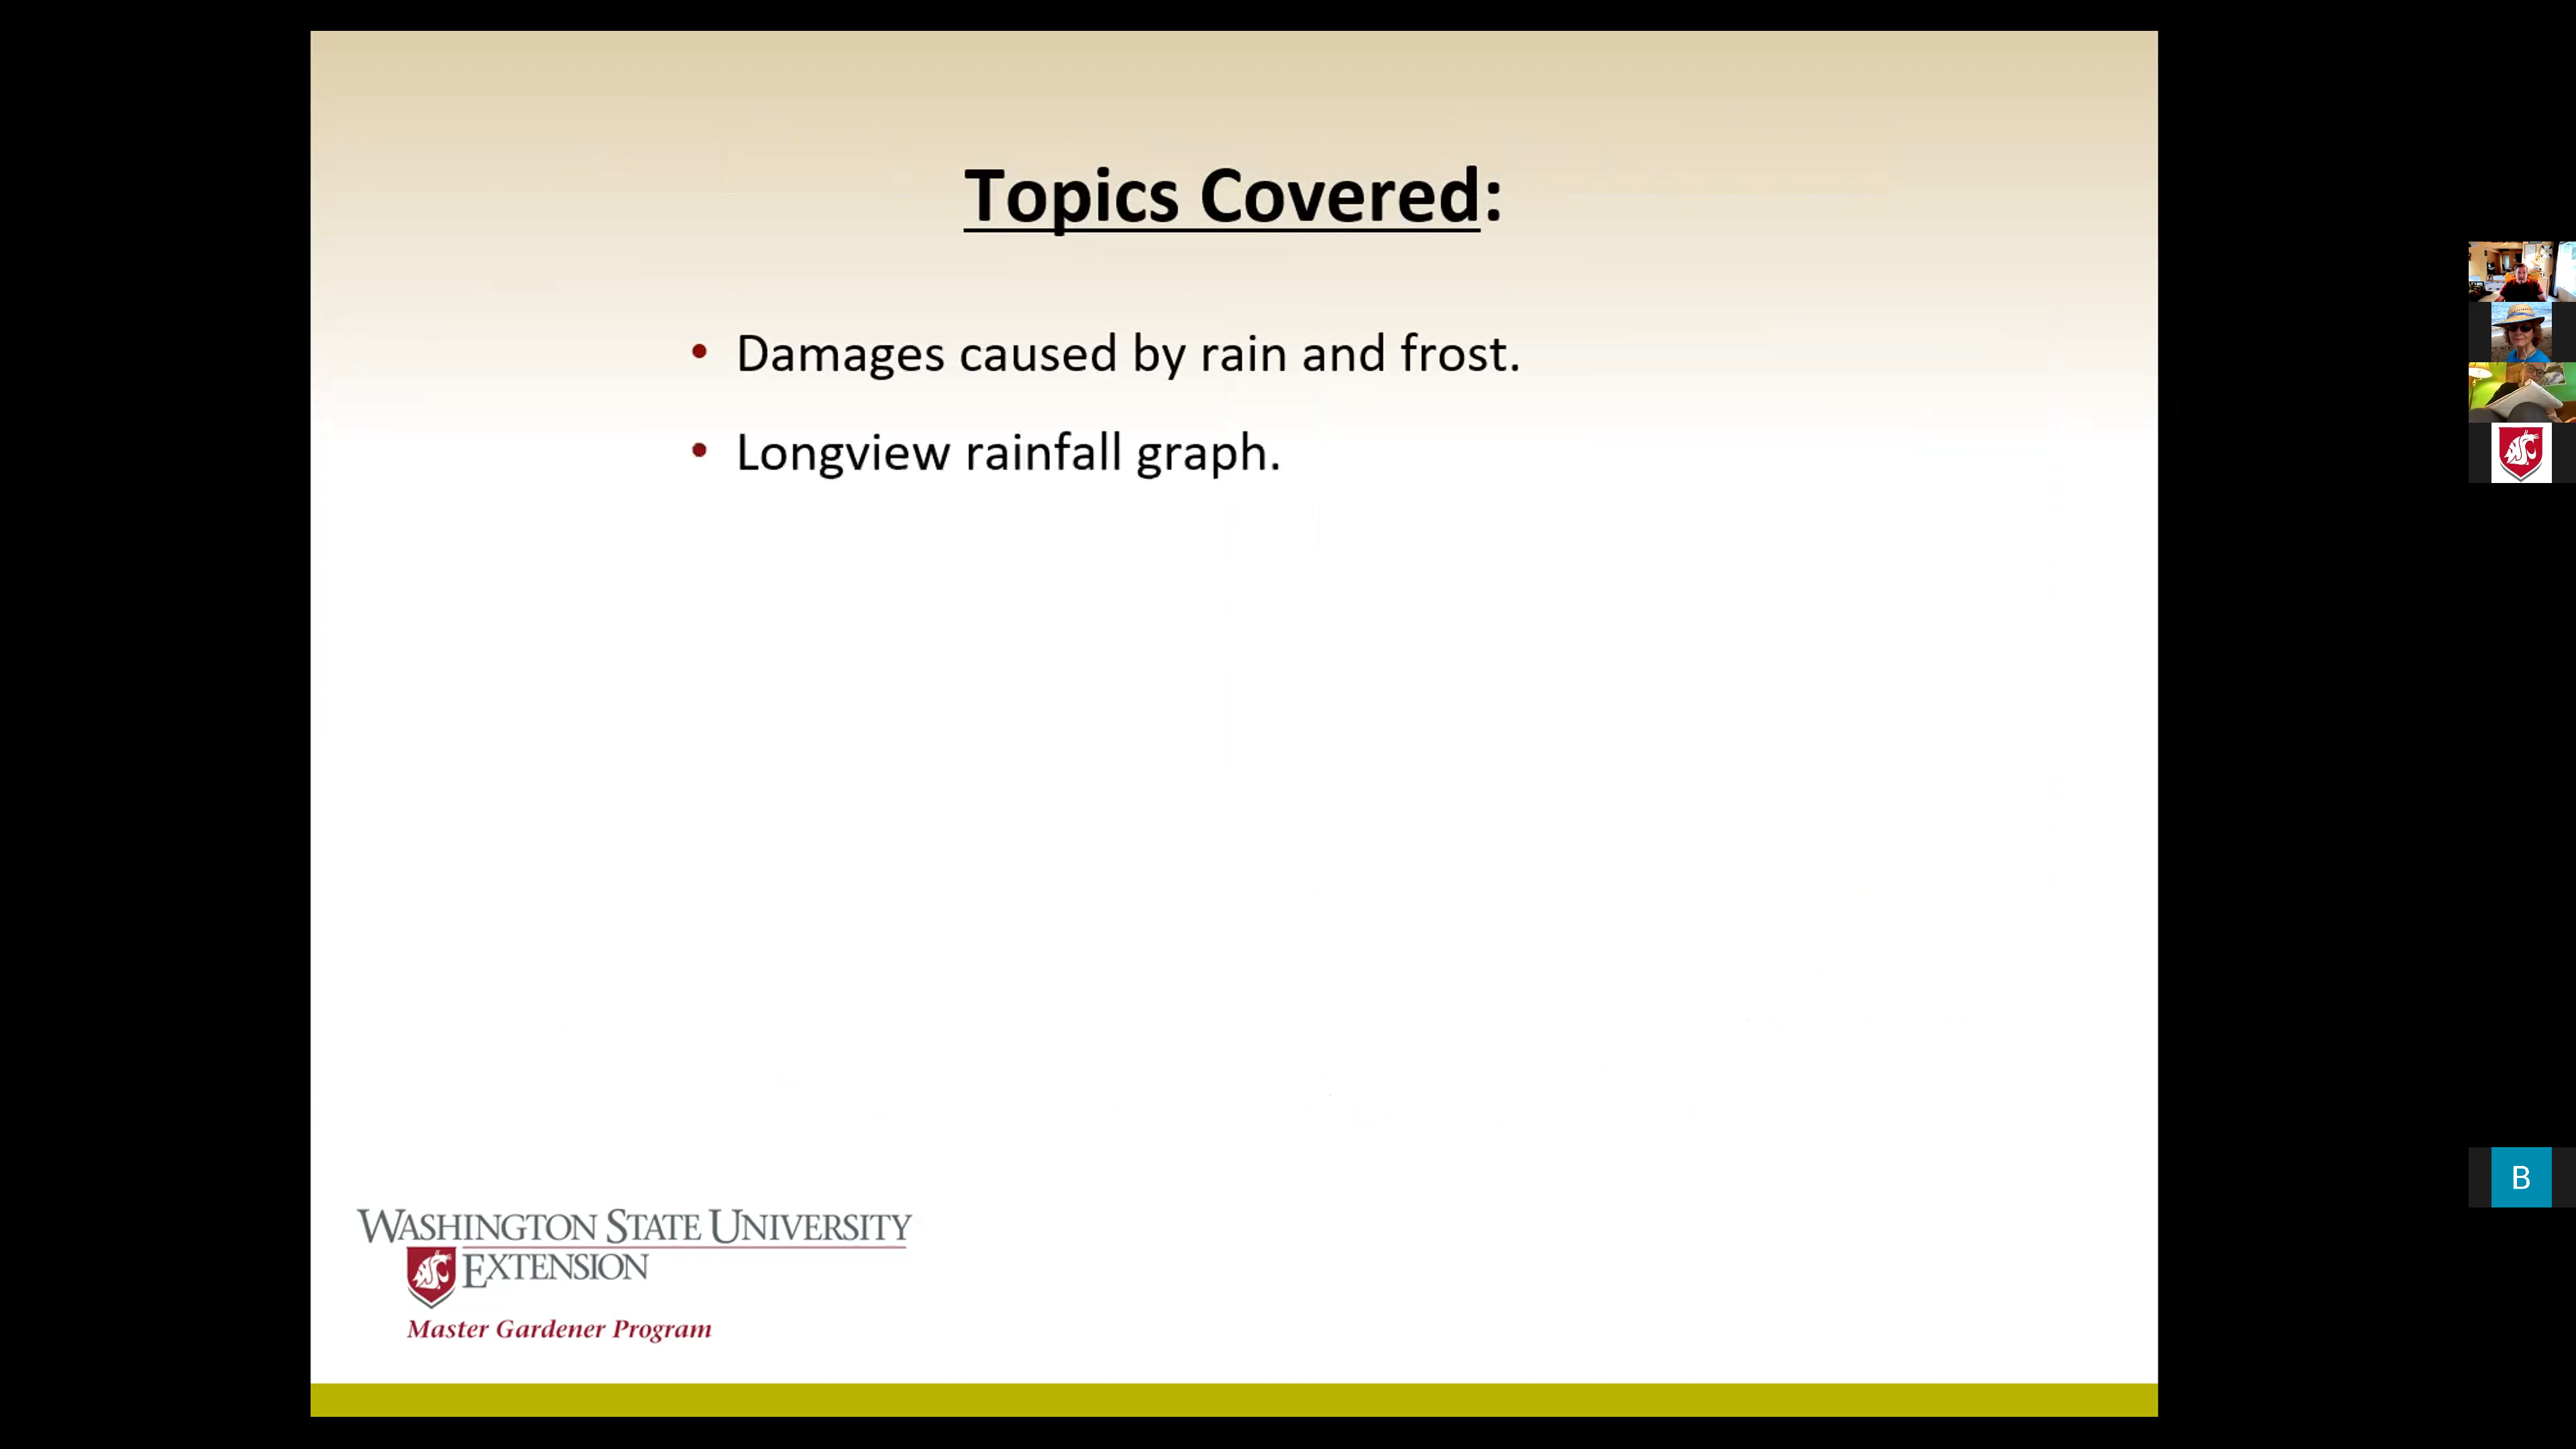 Topics Covered:
• Damages caused by rain and frost.
• Longview rainfall graph.
WASHINGTON STATE UNIVERSITY
EXTENSION
Master Gardener Program
B